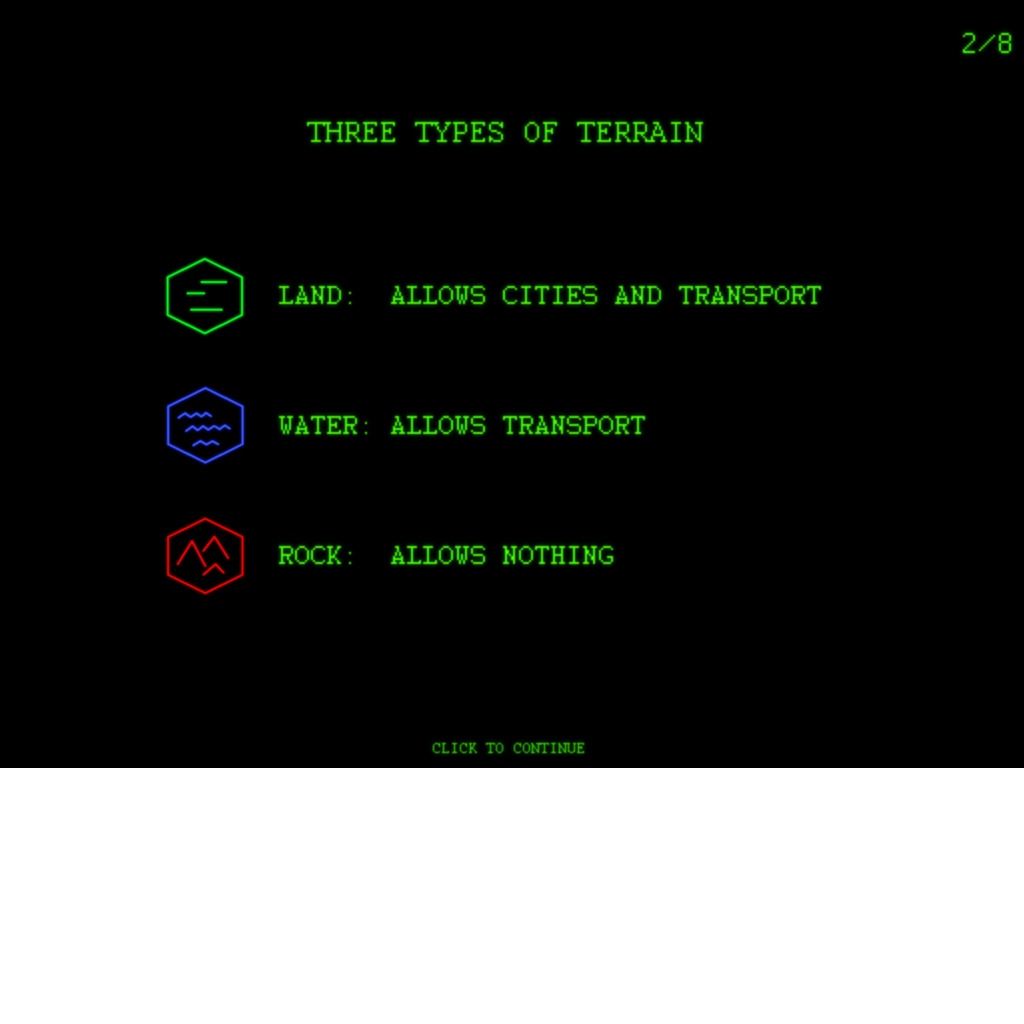 2/8
THREE TYPES OF TERRAIN
LAND: ALLOWS CITIES AND TRANSPORT
WATER: ALLOWS TRANSPORT
ROCK: ALLOWS NOTHING
CLICK TO CONTINUE